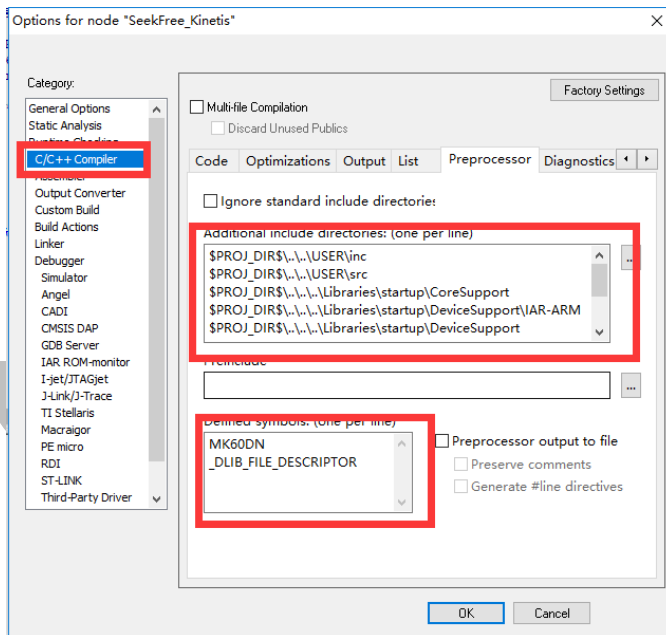 Options for node "SeekFree_Kinetis"
Category:
Factory Settings
General Options
Static Analysis
Runtime Checking
C/C++ Compiler
Assembler
Output Converter
Custom Build
Build Actions
Linker
Debugger
Simulator
Angel
CADI
CMSIS DAP
GDB Server
IAR ROM-monitor
I-jet/JTAGjet
J-Link/J-Trace
TI Stellaris
Macraigor
PE micro
RDI
ST-LINK
Third-Party Driver
Multi-file Compilation
Discard Unused Publics
Code Optimizations Output List Preprocessor Diagnostics
Ignore standard include directories
Additional include directories: (one per line)
$PROJ_DIR$\..\..\USER\inc
$PROJ_DIR$\..\..\USER\src
$PROJ_DIR$\..\..\..\Libraries\startup\CoreSupport
$PROJ_DIR$\..\..\..\Libraries\startup\DeviceSupport\IAR-ARM
$PROJ_DIR$\..\..\..\Libraries\startup\DeviceSupport
...
Preinclude
...
Defined symbols: (one per line)
MK60DN
_DLIB_FILE_DESCRIPTOR
Preprocessor output to file
Preserve comments
Generate #line directives
OK Cancel